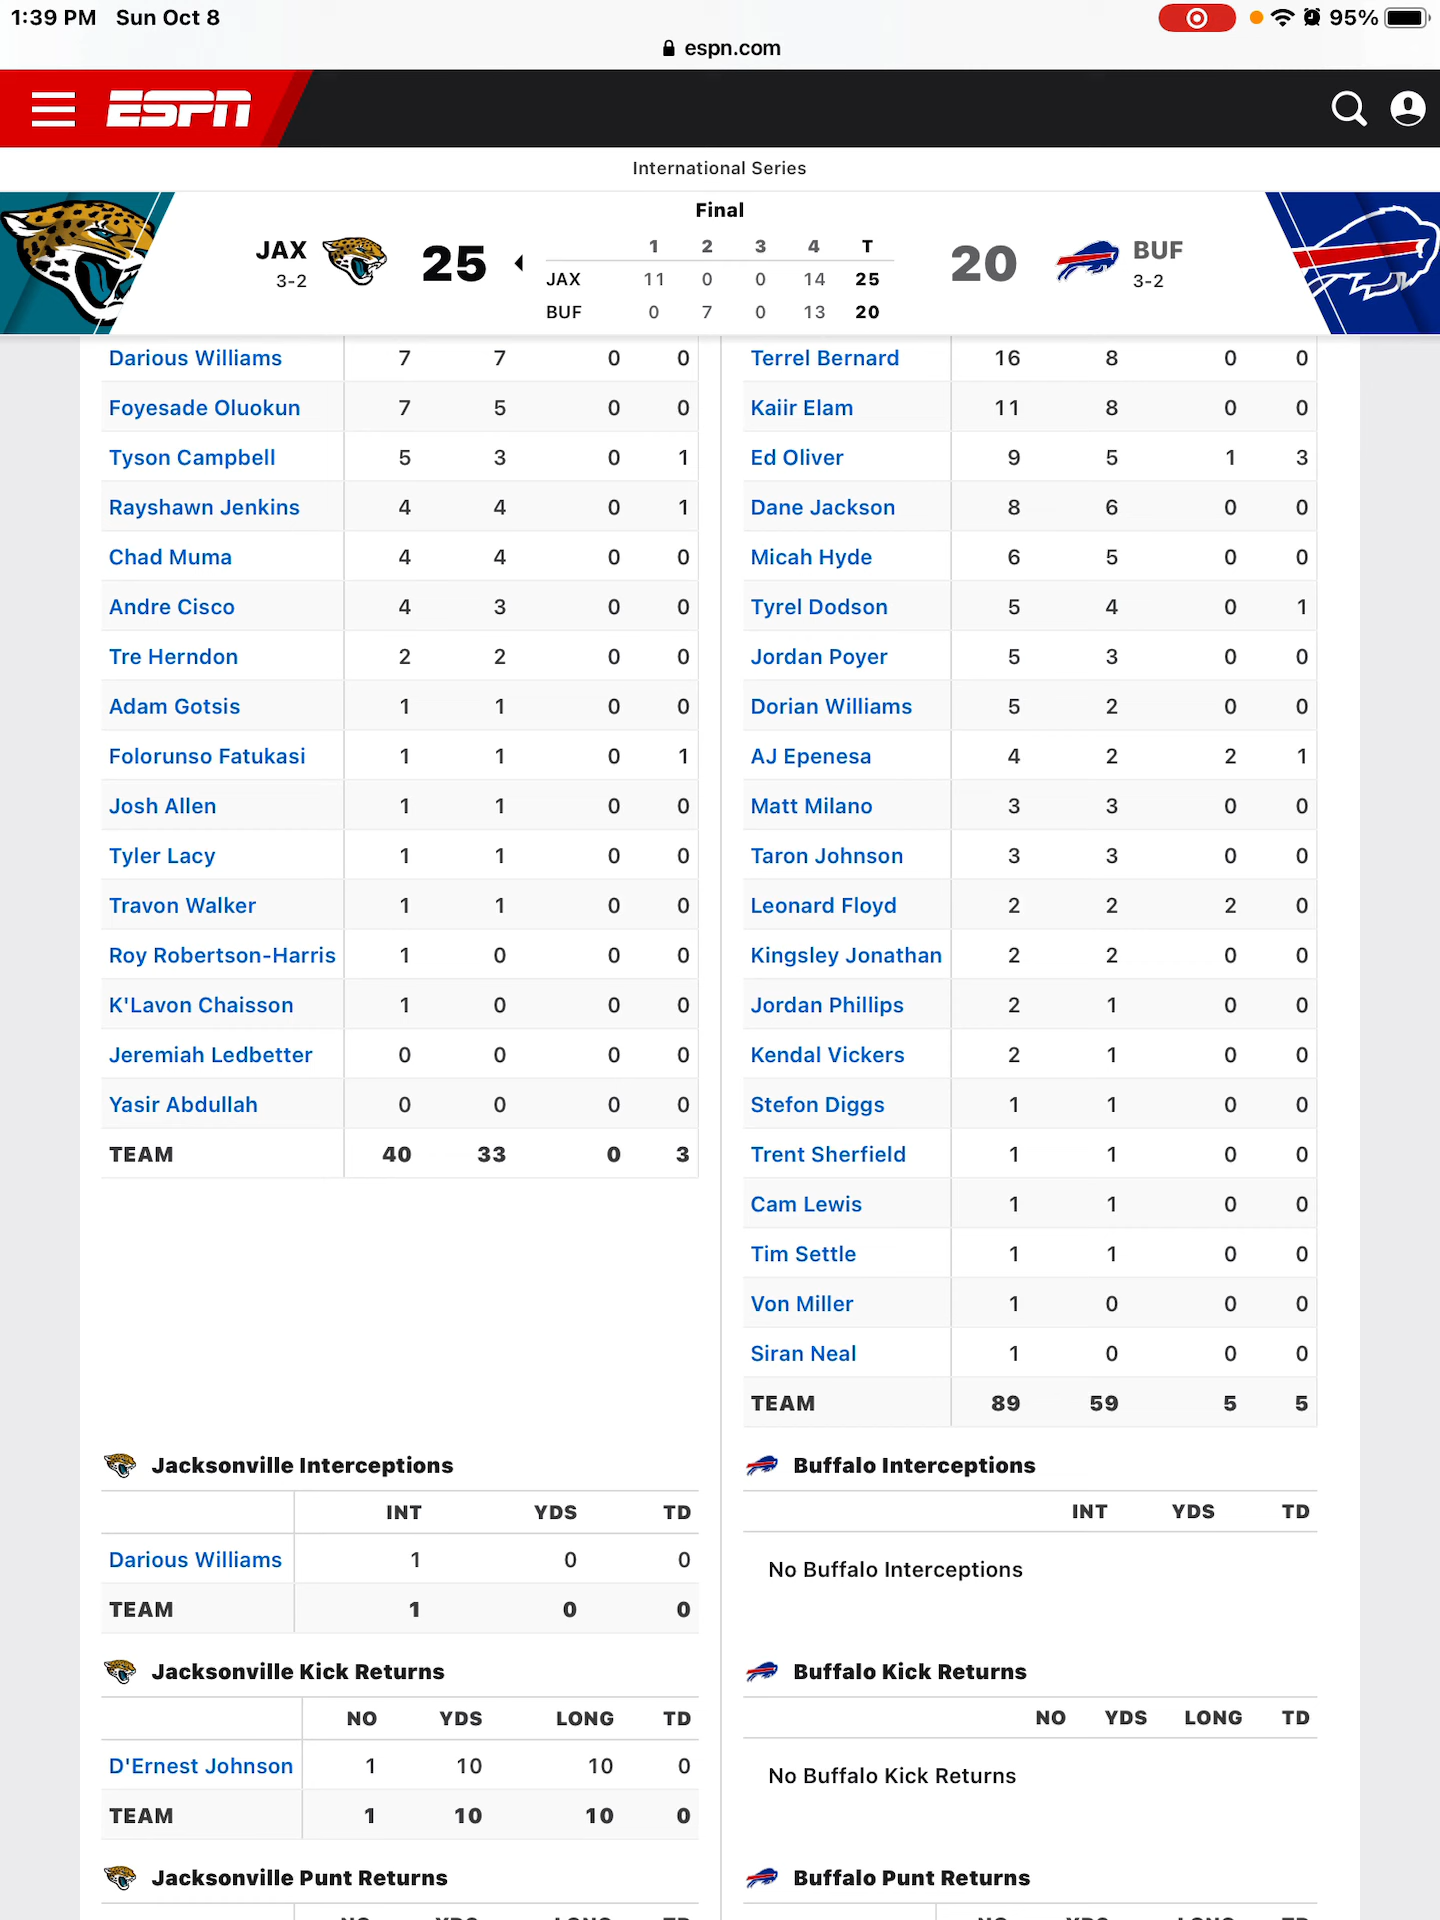 1:39 PM Sun Oct 8 95%
espn.com
ESPN
International Series
Final
JAX 3-2 25
1 2 3 4 T
JAX 11 0 0 14 25
BUF 0 7 0 13 20
20 BUF 3-2
Darious Williams 7 7 0 0
Foyesade Oluokun 7 5 0 0
Tyson Campbell 5 3 0 1
Rayshawn Jenkins 4 4 0 1
Chad Muma 4 4 0 0
Andre Cisco 4 3 0 0
Tre Herndon 2 2 0 0
Adam Gotsis 1 1 0 0
Folorunso Fatukasi 1 1 0 1
Josh Allen 1 1 0 0
Tyler Lacy 1 1 0 0
Travon Walker 1 1 0 0
Roy Robertson-Harris 1 0 0 0
K'Lavon Chaisson 1 0 0 0
Jeremiah Ledbetter 0 0 0 0
Yasir Abdullah 0 0 0 0
TEAM 40 33 0 3
Terrel Bernard 16 8 0 0
Kaiir Elam 11 8 0 0
Ed Oliver 9 5 1 3
Dane Jackson 8 6 0 0
Micah Hyde 6 5 0 0
Tyrel Dodson 5 4 0 1
Jordan Poyer 5 3 0 0
Dorian Williams 5 2 0 0
AJ Epenesa 4 2 2 1
Matt Milano 3 3 0 0
Taron Johnson 3 3 0 0
Leonard Floyd 2 2 2 0
Kingsley Jonathan 2 2 0 0
Jordan Phillips 2 1 0 0
Kendal Vickers 2 1 0 0
Stefon Diggs 1 1 0 0
Trent Sherfield 1 1 0 0
Cam Lewis 1 1 0 0
Tim Settle 1 1 0 0
Von Miller 1 0 0 0
Siran Neal 1 0 0 0
TEAM 89 59 5 5
Jacksonville Interceptions
INT YDS TD
Darious Williams 1 0 0
TEAM 1 0 0
Buffalo Interceptions
INT YDS TD
No Buffalo Interceptions
Jacksonville Kick Returns
NO YDS LONG TD
D'Ernest Johnson 1 10 10 0
TEAM 1 10 10 0
Buffalo Kick Returns
NO YDS LONG TD
No Buffalo Kick Returns
Jacksonville Punt Returns
NO YDS LONG TD
Buffalo Punt Returns
NO YDS LONG TD